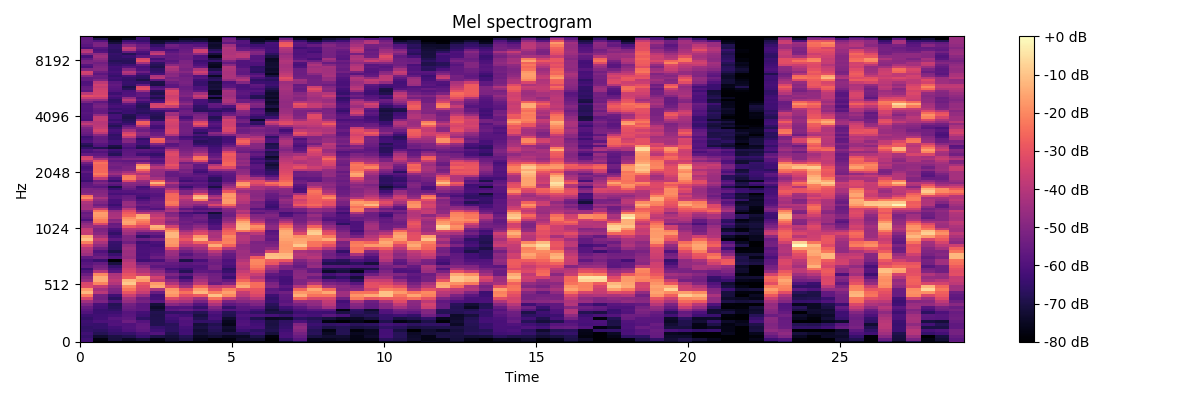 Mel spectrogram
8192
4096
2048
1024
512
0
Hz
0 5 10 15 20 25
Time
+0 dB
-10 dB
-20 dB
-30 dB
-40 dB
-50 dB
-60 dB
-70 dB
-80 dB